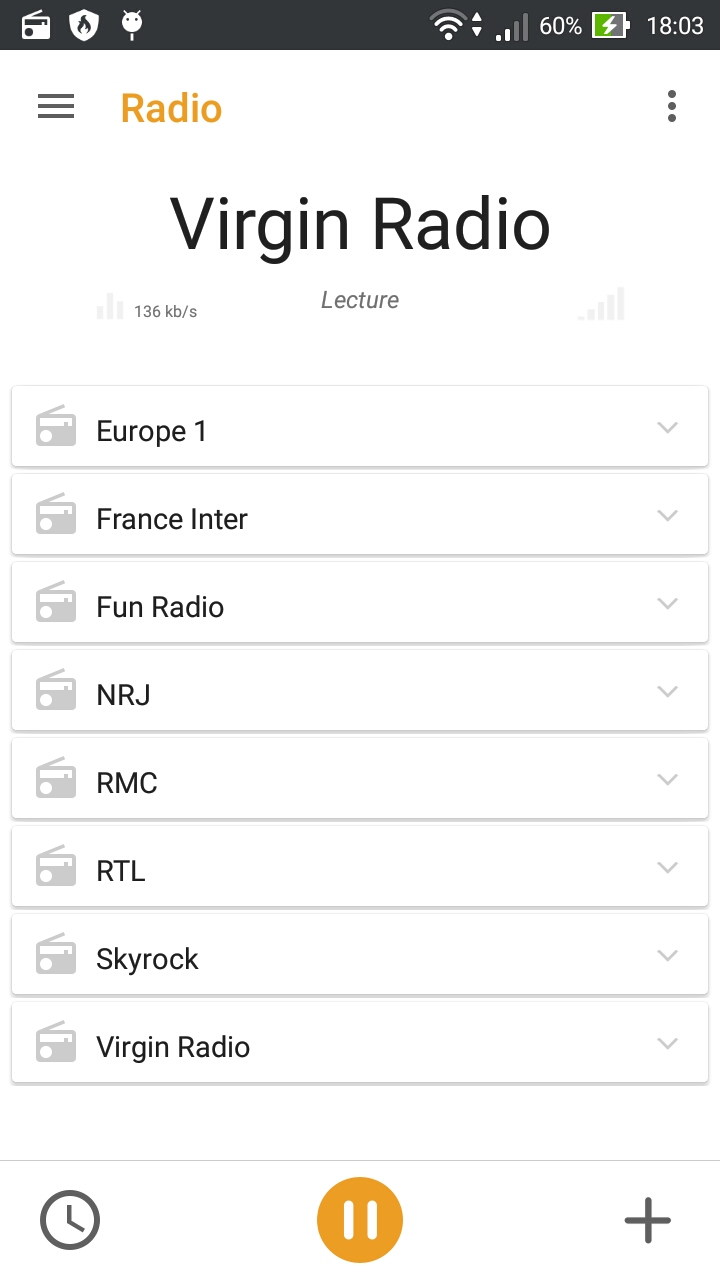 60% 18:03
Radio
Virgin Radio
136 kb/s
Lecture
Europe 1
France Inter
Fun Radio
NRJ
RMC
RTL
Skyrock
Virgin Radio